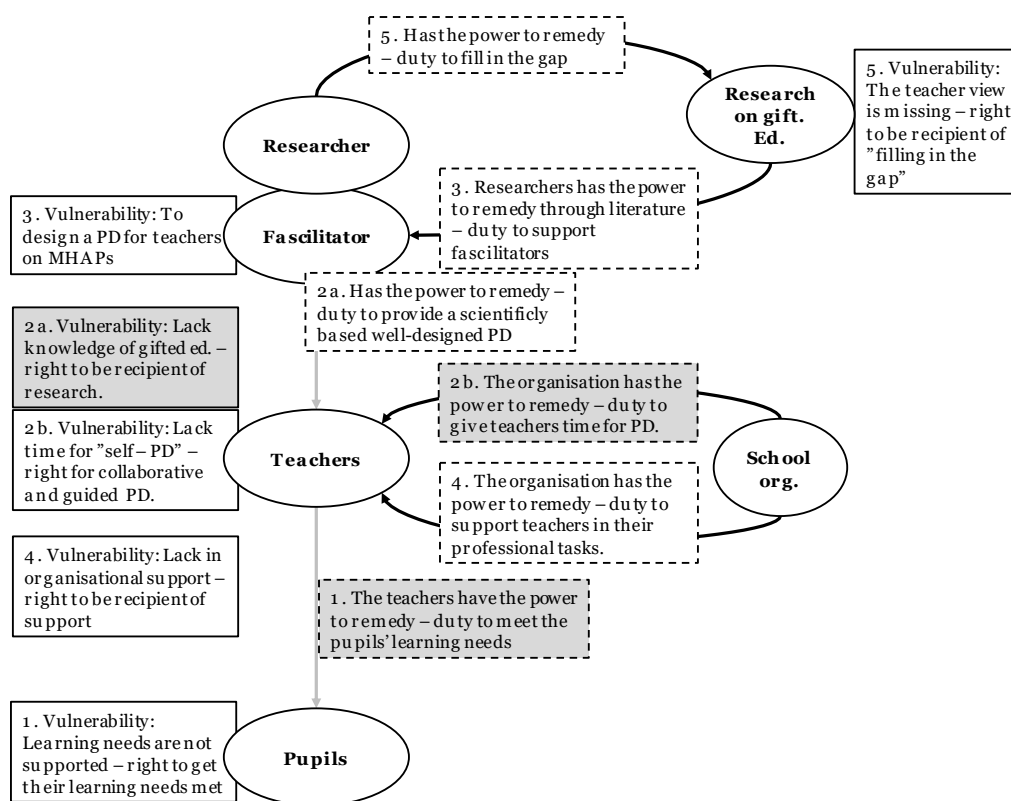 5. Has the power to remedy
– duty to fill in the gap
Research
on gift.
Ed.
5. Vulnerability:
The teacher view
is missing – right
to be recipient of
”filling in the
gap”
Researcher
3. Researchers has the power
to remedy through literature
– duty to support
fascilitators
3. Vulnerability: To
design a PD for teachers
on MHAPs
Fascilitator
2a. Has the power to remedy –
duty to provide a scientificly
based well-designed PD
2a. Vulnerability: Lack
knowledge of gifted ed. –
right to be recipient of
research.
2b. The organisation has the
power to remedy – duty to
give teachers time for PD.
2b. Vulnerability: Lack
time for ”self–PD” –
right for collaborative
and guided PD.
Teachers
School
org.
4. The organisation has the
power to remedy – duty to
support teachers in their
professional tasks.
4. Vulnerability: Lack in
organisational support –
right to be recipient of
support
1. The teachers have the power
to remedy – duty to meet the
pupils’ learning needs
1. Vulnerability:
Learning needs are not
supported – right to get
their learning needs met
Pupils